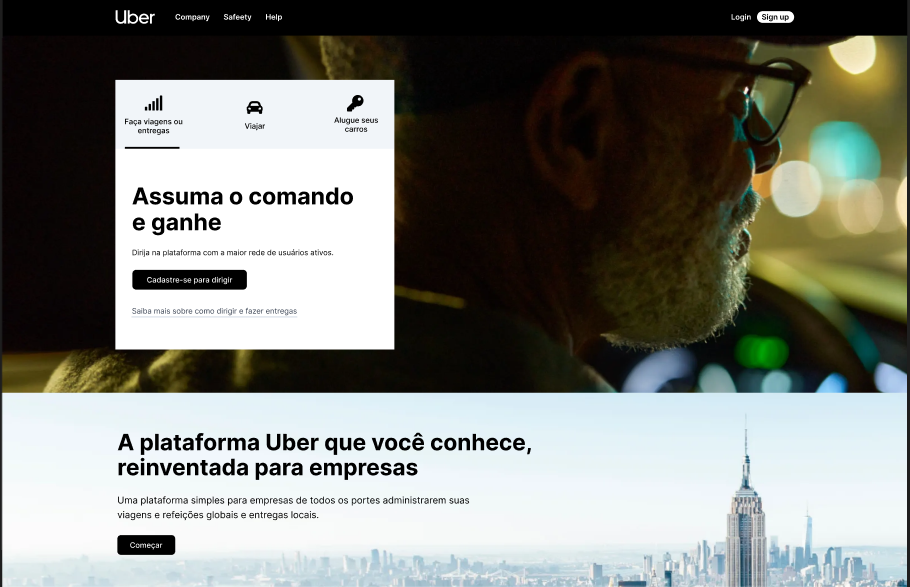 Uber Company Safeety Help Login Sign up
Faça viagens ou
entregas
Viajar
Alugue seus
carros
Assuma o comando
e ganhe
Dirija na plataforma com a maior rede de usuários ativos.
Cadastre-se para dirigir
Saiba mais sobre como dirigir e fazer entregas
A plataforma Uber que você conhece,
reinventada para empresas
Uma plataforma simples para empresas de todos os portes administrarem suas
viagens e refeições globais e entregas locais.
Começar